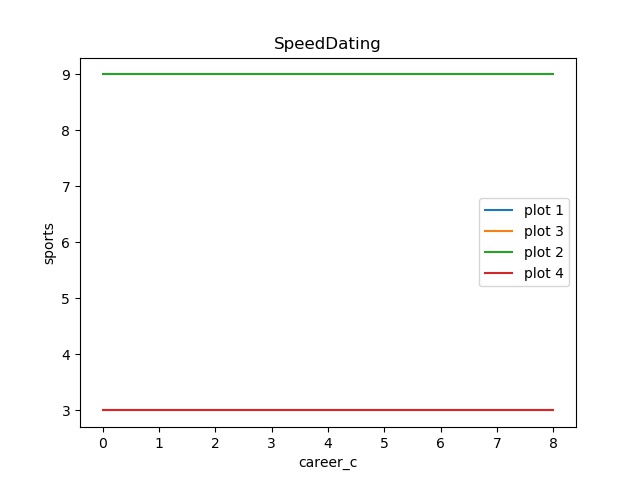 SpeedDating
9
8
7
6
5
4
3
sports
plot 1
plot 3
plot 2
plot 4
0 1 2 3 4 5 6 7 8
career_c